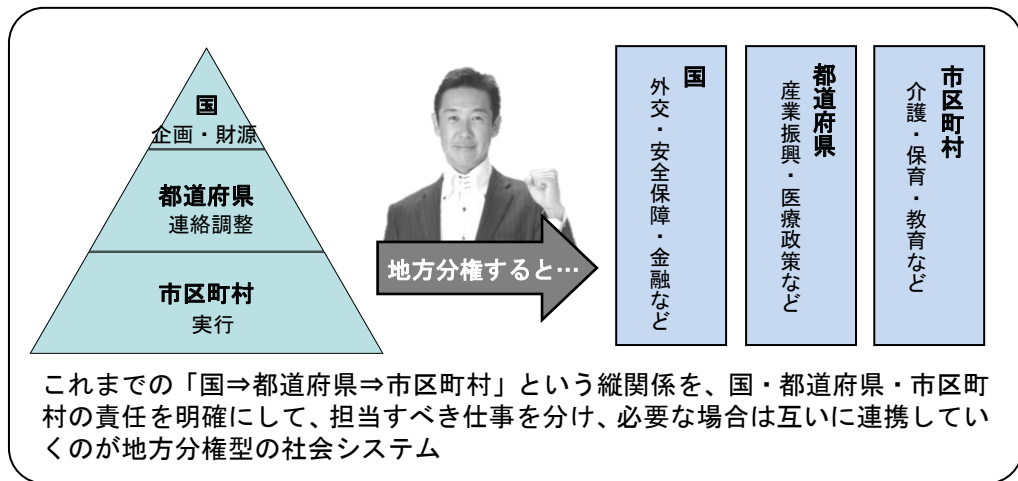 国
企画・財源
都道府県
連絡調整
市区町村
実行
地方分権すると…
国
外交・安全保障・金融など
都道府県
産業振興・医療政策など
市区町村
介護・保育・教育など
これまでの「国⇒都道府県⇒市区町村」という縦関係を、国・都道府県・市区町
村の責任を明確にして、担当すべき仕事を分け、必要な場合は互いに連携してい
くのが地方分権型の社会システム